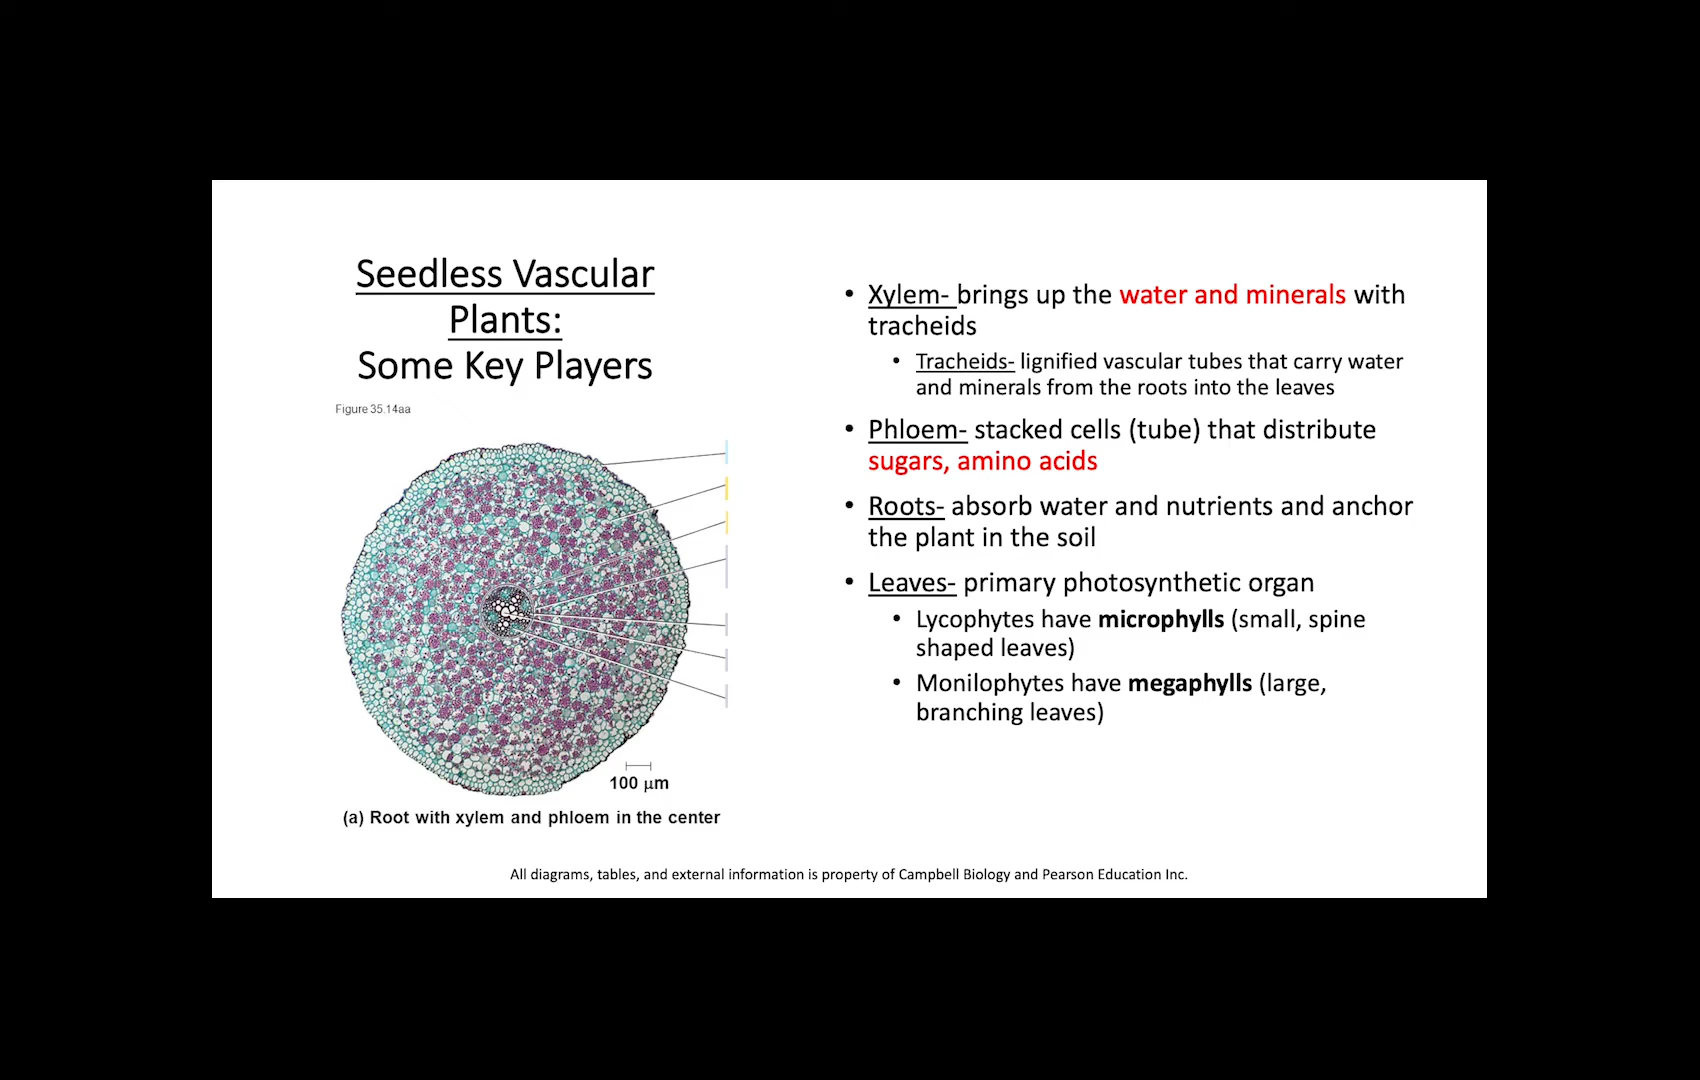 Seedless Vascular
Plants:
Some Key Players
Figure 35.14aa
100 μm
(a) Root with xylem and phloem in the center
• Xylem- brings up the water and minerals with
tracheids
• Tracheids- lignified vascular tubes that carry water
and minerals from the roots into the leaves
• Phloem- stacked cells (tube) that distribute
sugars, amino acids
• Roots- absorb water and nutrients and anchor
the plant in the soil
• Leaves- primary photosynthetic organ
• Lycophytes have microphylls (small, spine
shaped leaves)
• Monilophytes have megaphylls (large,
branching leaves)
All diagrams, tables, and external information is property of Campbell Biology and Pearson Education Inc.